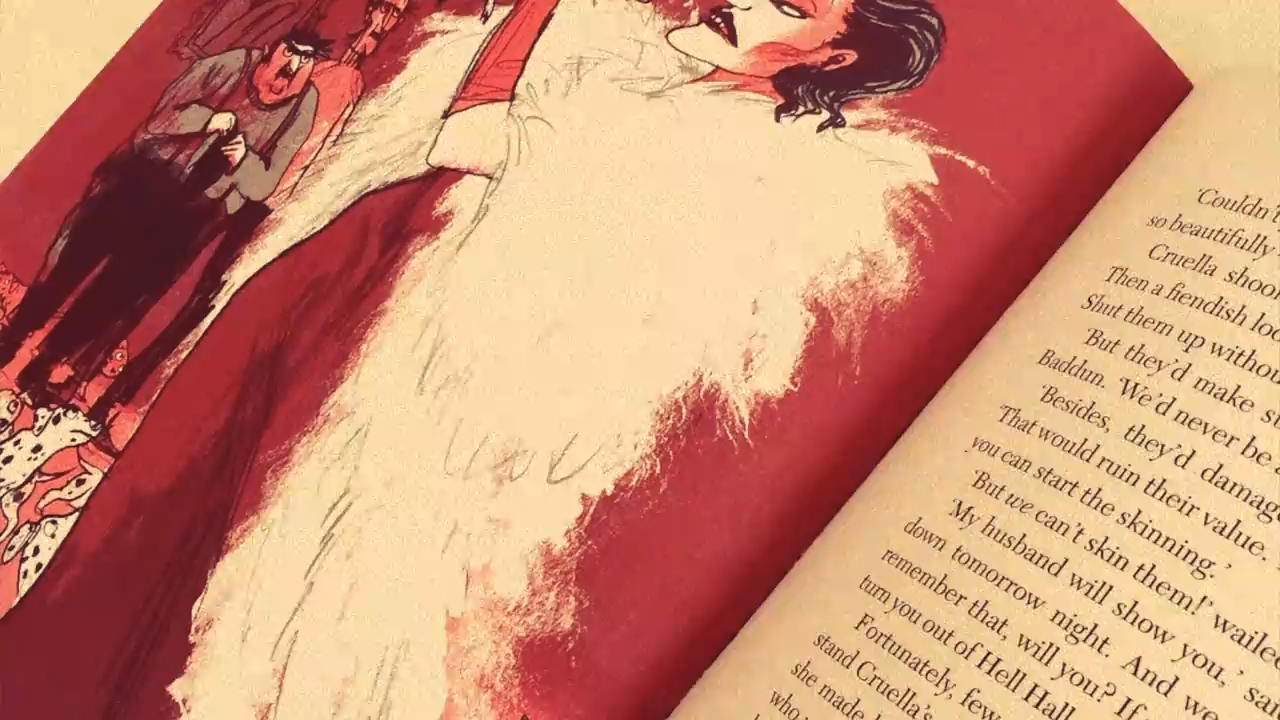 'Couldn't
so beautifully
Cruella shoo
Then a fiendish loo
Shut them up withou
'But they'd make st
Baddun. 'We'd never be
'Besides, they'd damag
That would ruin their value.
you can start the skinning.'
'But we can't skin them!' waile
'My husband will show you,' sai
down tomorrow night. And we
remember that, will you? If
turn you out of Hell Hall
Fortunately, few
stand Cruella's
she made
who